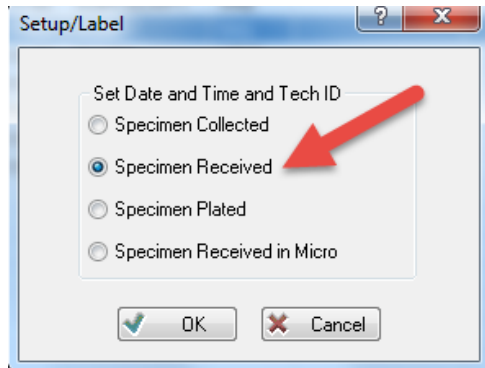 Setup/Label
?
X
Set Date and Time and Tech ID
Specimen Collected
Specimen Received
Specimen Plated
Specimen Received in Micro
OK
Cancel